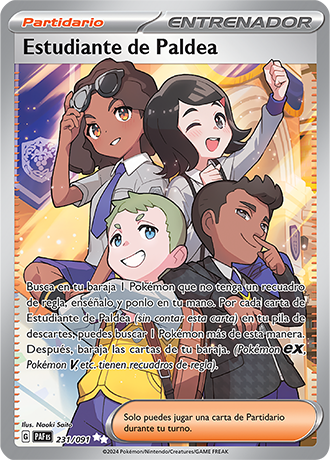 Partidario ENTRENADOR
Estudiante de Paldea
Busca en tu baraja 1 Pokémon que no tenga un recuadro
de regla, enséñalo y ponlo en tu mano. Por cada carta de
Estudiante de Paldea (sin contar esta carta) en tu pila de
descartes, puedes buscar 1 Pokémon más de esta manera.
Después, baraja las cartas de tu baraja. (Pokémon ex,
Pokémon V, etc. tienen recuadros de regla).
Ilus. Naoki Saito
G PAF ES 231/091
Solo puedes jugar una carta de Partidario
durante tu turno.
©2024 Pokémon/Nintendo/Creatures/GAME FREAK